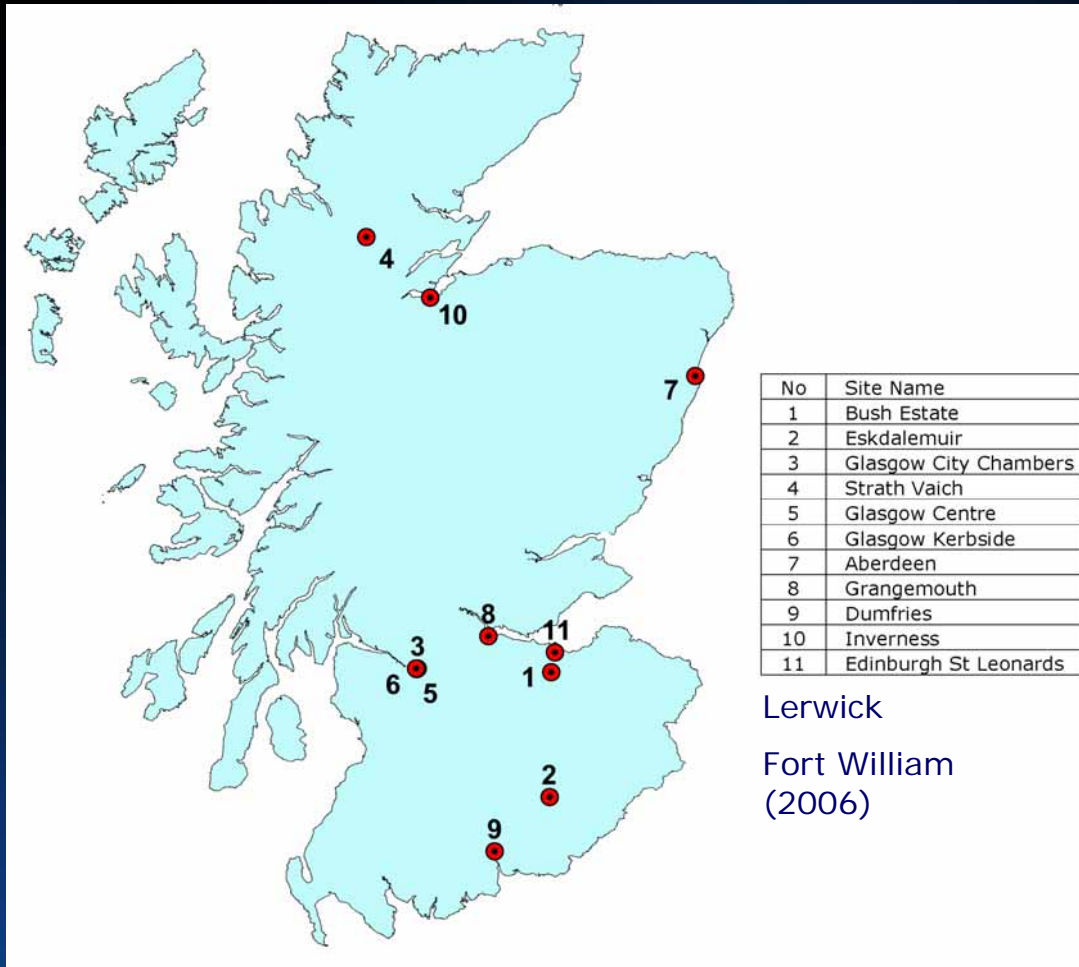 4
10
7
8
11
3
1
6
5
2
9
No Site Name
1 Bush Estate
2 Eskdalemuir
3 Glasgow City Chambers
4 Strath Vaich
5 Glasgow Centre
6 Glasgow Kerbside
7 Aberdeen
8 Grangemouth
9 Dumfries
10 Inverness
11 Edinburgh St Leonards
Lerwick
Fort William
(2006)